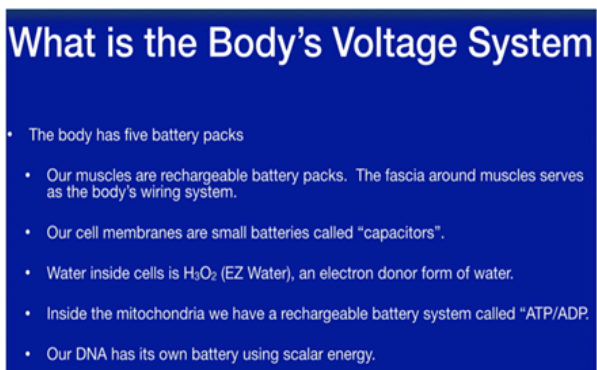 What is the Body's Voltage System
• The body has five battery packs
• Our muscles are rechargeable battery packs. The fascia around muscles serves
as the body's wiring system.
• Our cell membranes are small batteries called “capacitors”.
• Water inside cells is H₃O₂ (EZ Water), an electron donor form of water.
• Inside the mitochondria we have a rechargeable battery system called “ATP/ADP.
• Our DNA has its own battery using scalar energy.